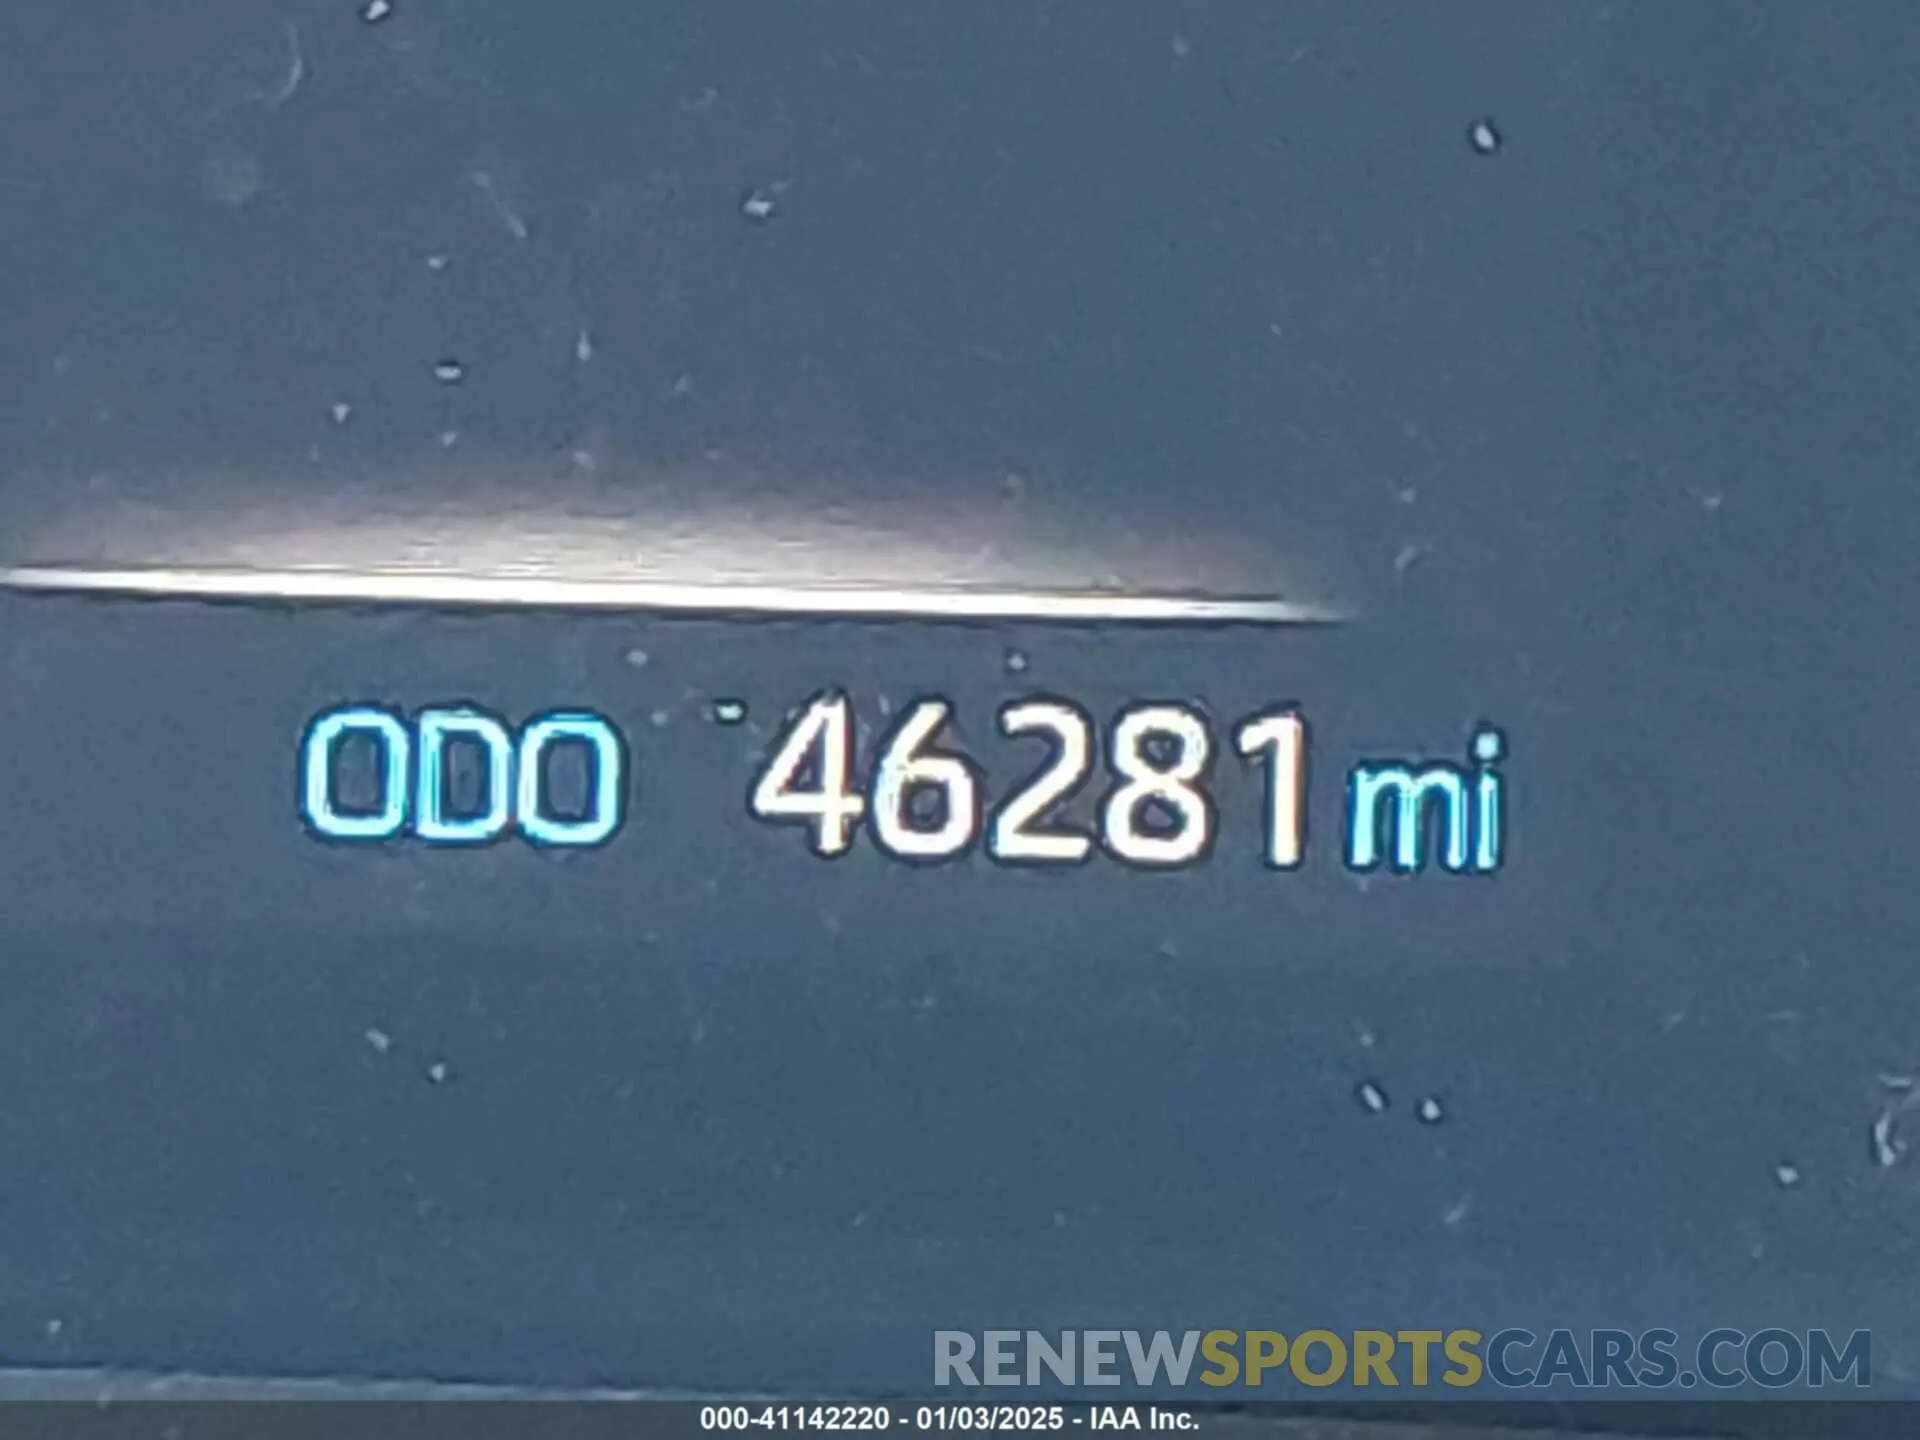 ODO 46281 mi
RENEWSPORTSCARS.COM
000-41142220 - 01/03/2025 - IAA Inc.